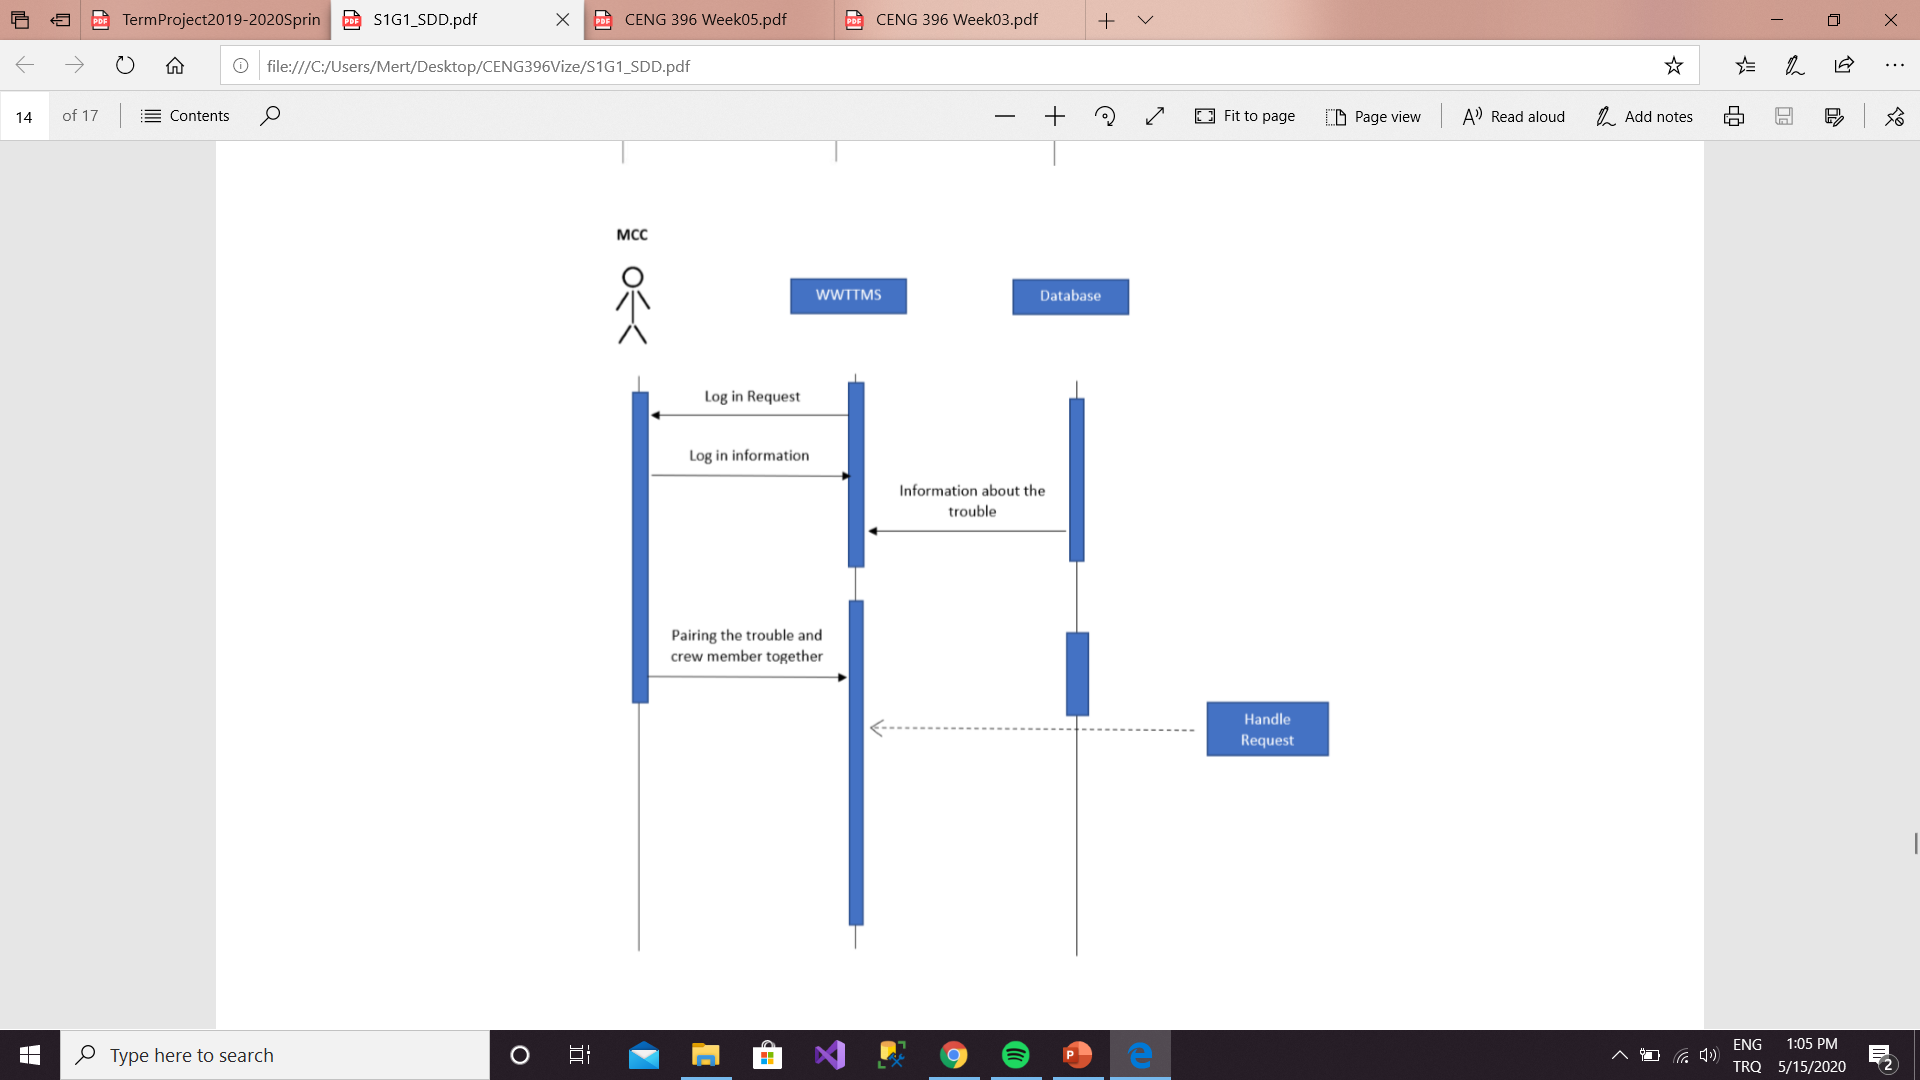 TermProject2019-2020Sprin
S1G1_SDD.pdf
CENG 396 Week05.pdf
CENG 396 Week03.pdf
file:///C:/Users/Mert/Desktop/CENG396Vize/S1G1_SDD.pdf
14 of 17
Contents
Fit to page
Page view
Read aloud
Add notes
MCC
WWTTMS
Database
Log in Request
Log in information
Information about the
trouble
Pairing the trouble and
crew member together
Handle
Request
Type here to search
ENG
TRQ
1:05 PM
5/15/2020
2